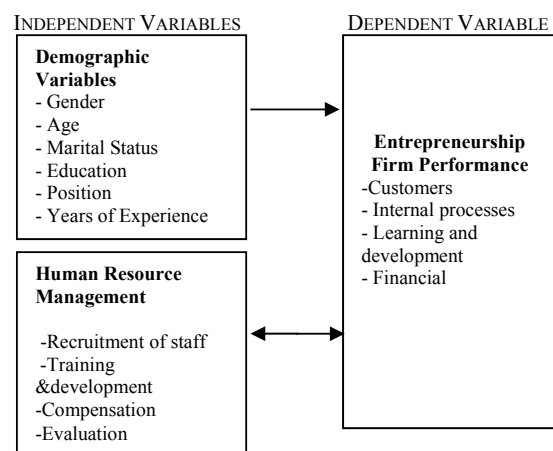 INDEPENDENT VARIABLES
Demographic
Variables
- Gender
- Age
- Marital Status
- Education
- Position
- Years of Experience
Human Resource
Management
-Recruitment of staff
-Training
&development
-Compensation
-Evaluation
DEPENDENT VARIABLE
Entrepreneurship
Firm Performance
-Customers
- Internal processes
- Learning and
development
- Financial